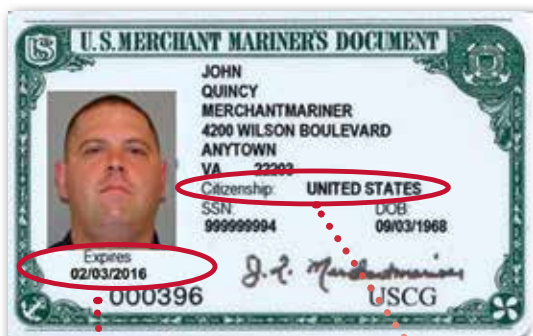 U.S. MERCHANT MARINER'S DOCUMENT
JOHN
QUINCY
MERCHANTMARINER
4200 WILSON BOULEVARD
ANYTOWN
VA 22203
Citizenship: UNITED STATES
SSN: DOB:
999999994 09/03/1968
Expires
02/03/2016
J. Q. Merchantmariner
000396 USCG